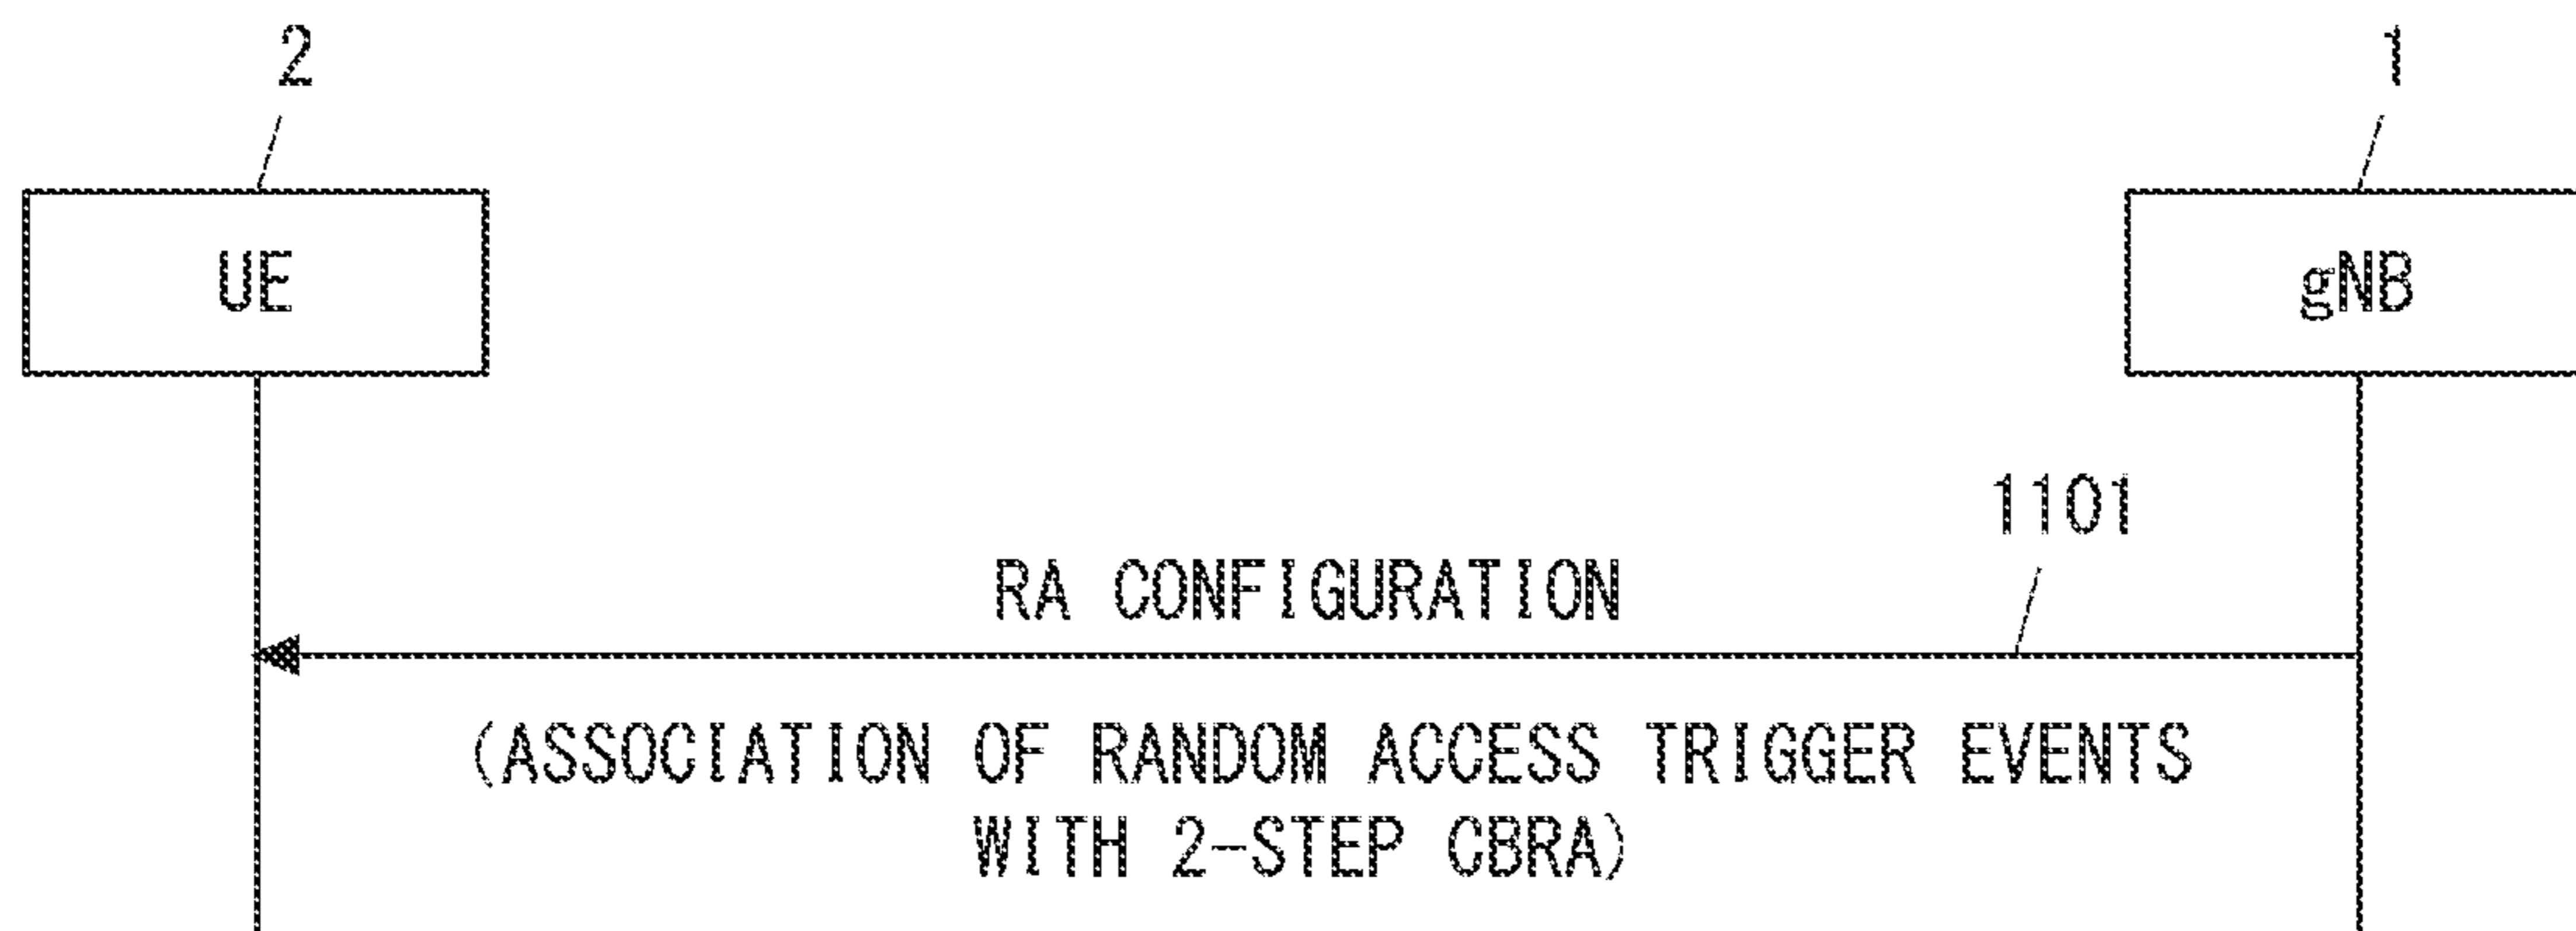 2
1
UE
gNB
1101
RA CONFIGURATION
(ASSOCIATION OF RANDOM ACCESS TRIGGER EVENTS
WITH 2-STEP CBRA)